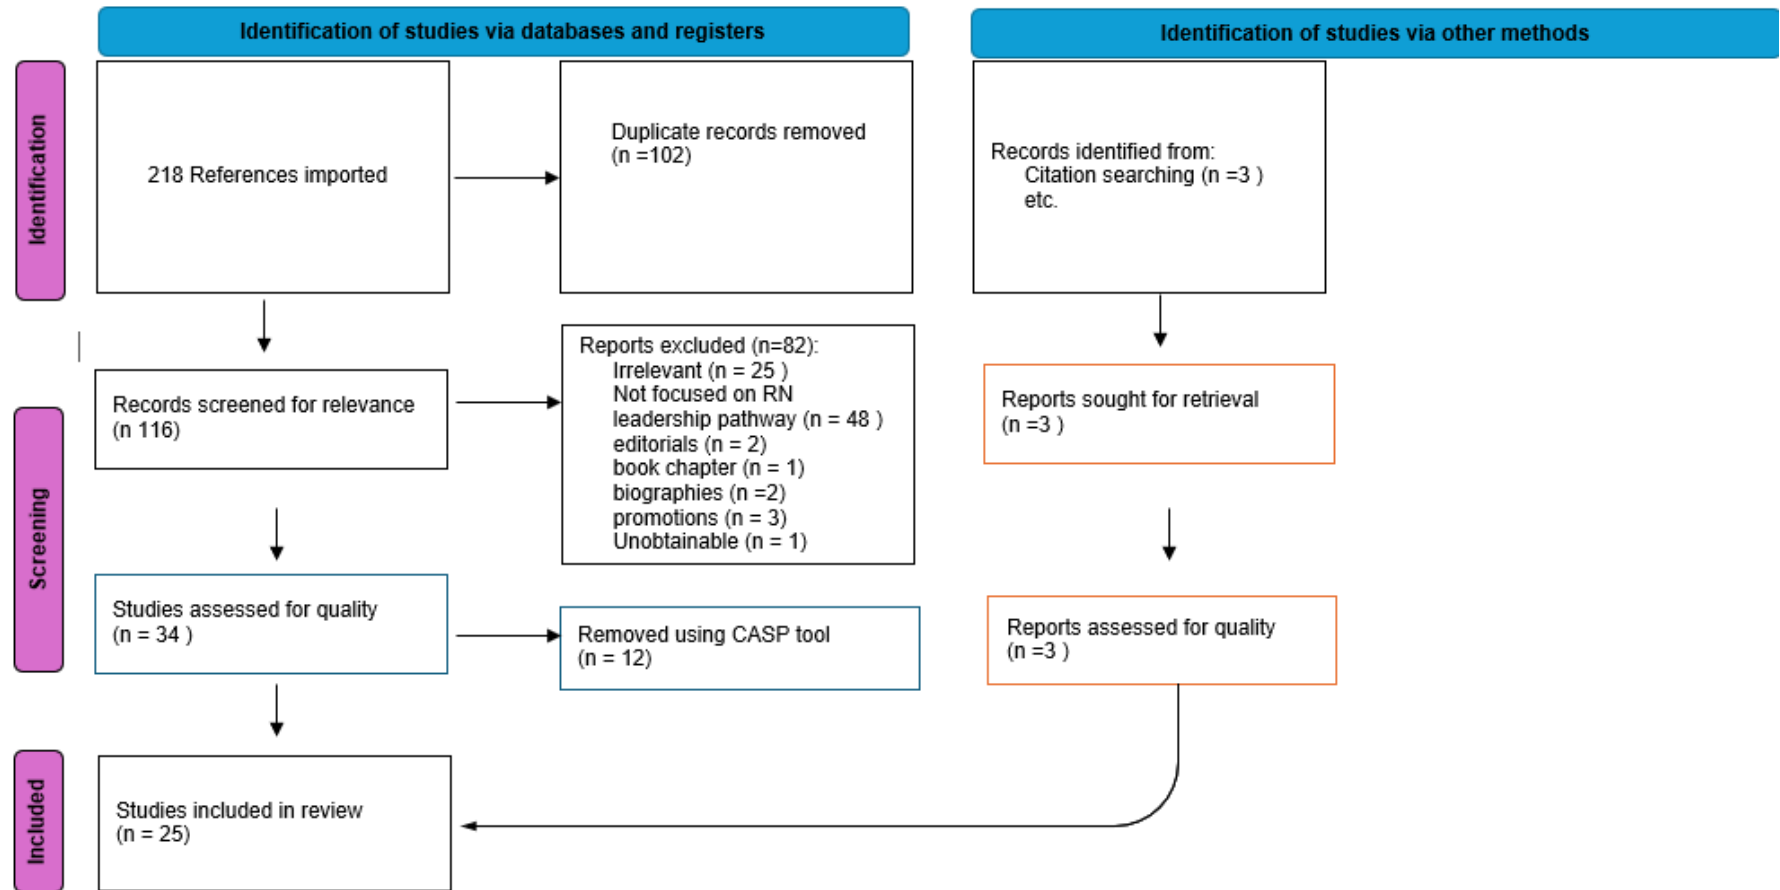 Identification of studies via databases and registers
Identification of studies via other methods
Identification
218 References imported
Duplicate records removed
(n =102)
Records identified from:
Citation searching (n =3 )
etc.
Screening
Records screened for relevance
(n 116)
Reports excluded (n=82):
Irrelevant (n = 25 )
Not focused on RN
leadership pathway (n = 48 )
editorials (n = 2)
book chapter (n = 1)
biographies (n =2)
promotions (n = 3)
Unobtainable (n = 1)
Reports sought for retrieval
(n =3 )
Studies assessed for quality
(n = 34 )
Removed using CASP tool
(n = 12)
Reports assessed for quality
(n =3 )
Included
Studies included in review
(n = 25)